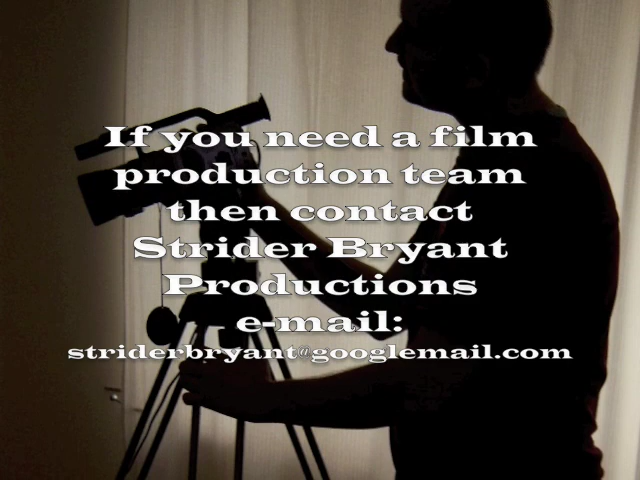 If you need a film
production team
then contact
Strider Bryant
Productions
e-mail:
striderbryant@googlemail.com